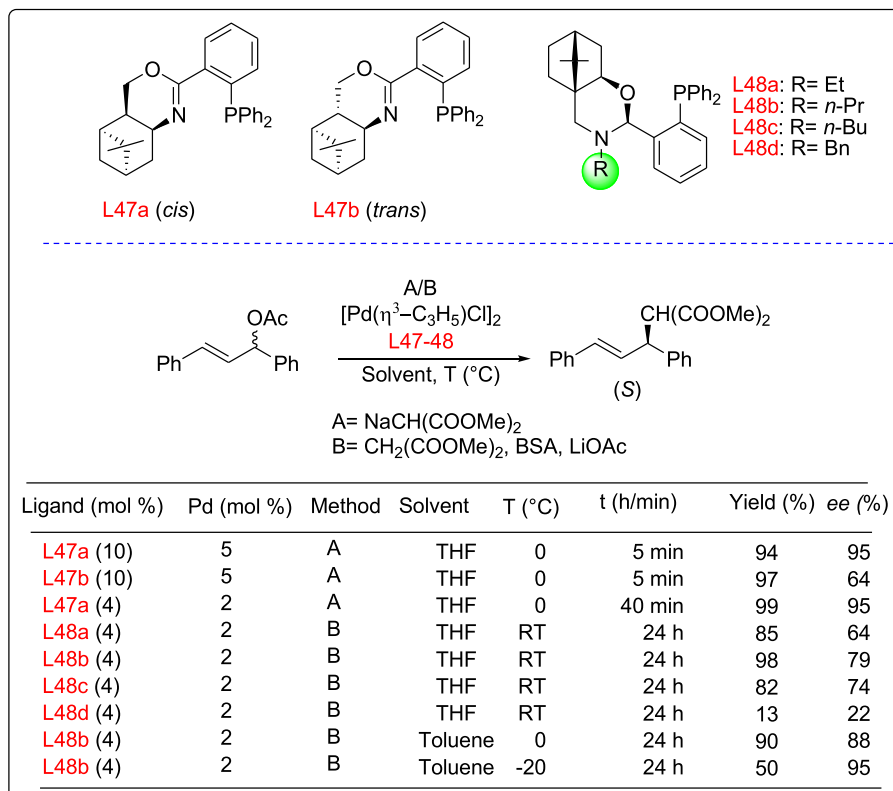 O
N
PPh2
O
N
PPh2
O
N
R
PPh2
L48a: R= Et
L48b: R= n-Pr
L48c: R= n-Bu
L48d: R= Bn
L47a (cis)
L47b (trans)
OAc
Ph
Ph
A/B
[Pd(η³–C₃H₅)Cl]₂
L47-48
Solvent, T (°C)
CH(COOMe)₂
Ph
Ph
(S)
A= NaCH(COOMe)₂
B= CH₂(COOMe)₂, BSA, LiOAc
Ligand (mol %) Pd (mol %) Method Solvent T (°C) t (h/min) Yield (%) ee (%)
L47a (10) 5 A THF 0 5 min 94 95
L47b (10) 5 A THF 0 5 min 97 64
L47a (4) 2 A THF 0 40 min 99 95
L48a (4) 2 B THF RT 24 h 85 64
L48b (4) 2 B THF RT 24 h 98 79
L48c (4) 2 B THF RT 24 h 82 74
L48d (4) 2 B THF RT 24 h 13 22
L48b (4) 2 B Toluene 0 24 h 90 88
L48b (4) 2 B Toluene -20 24 h 50 95